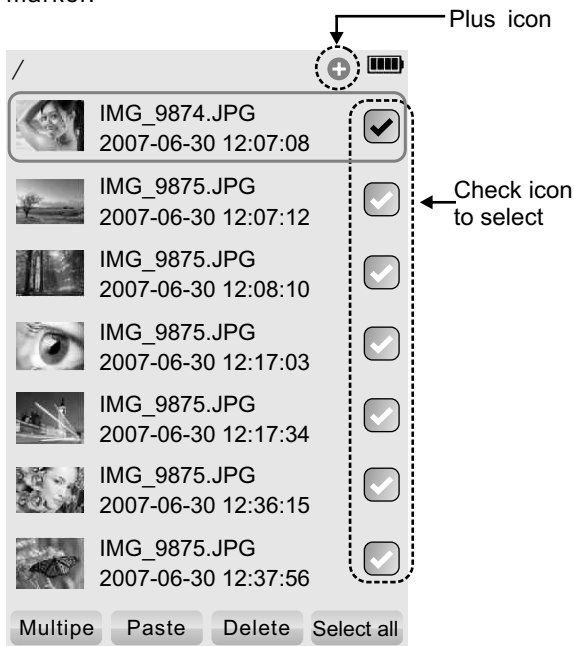 Plus icon
/
IMG_9874.JPG
2007-06-30 12:07:08
IMG_9875.JPG
2007-06-30 12:07:12
Check icon
to select
IMG_9875.JPG
2007-06-30 12:08:10
IMG_9875.JPG
2007-06-30 12:17:03
IMG_9875.JPG
2007-06-30 12:17:34
IMG_9875.JPG
2007-06-30 12:36:15
IMG_9875.JPG
2007-06-30 12:37:56
Multipe Paste Delete Select all